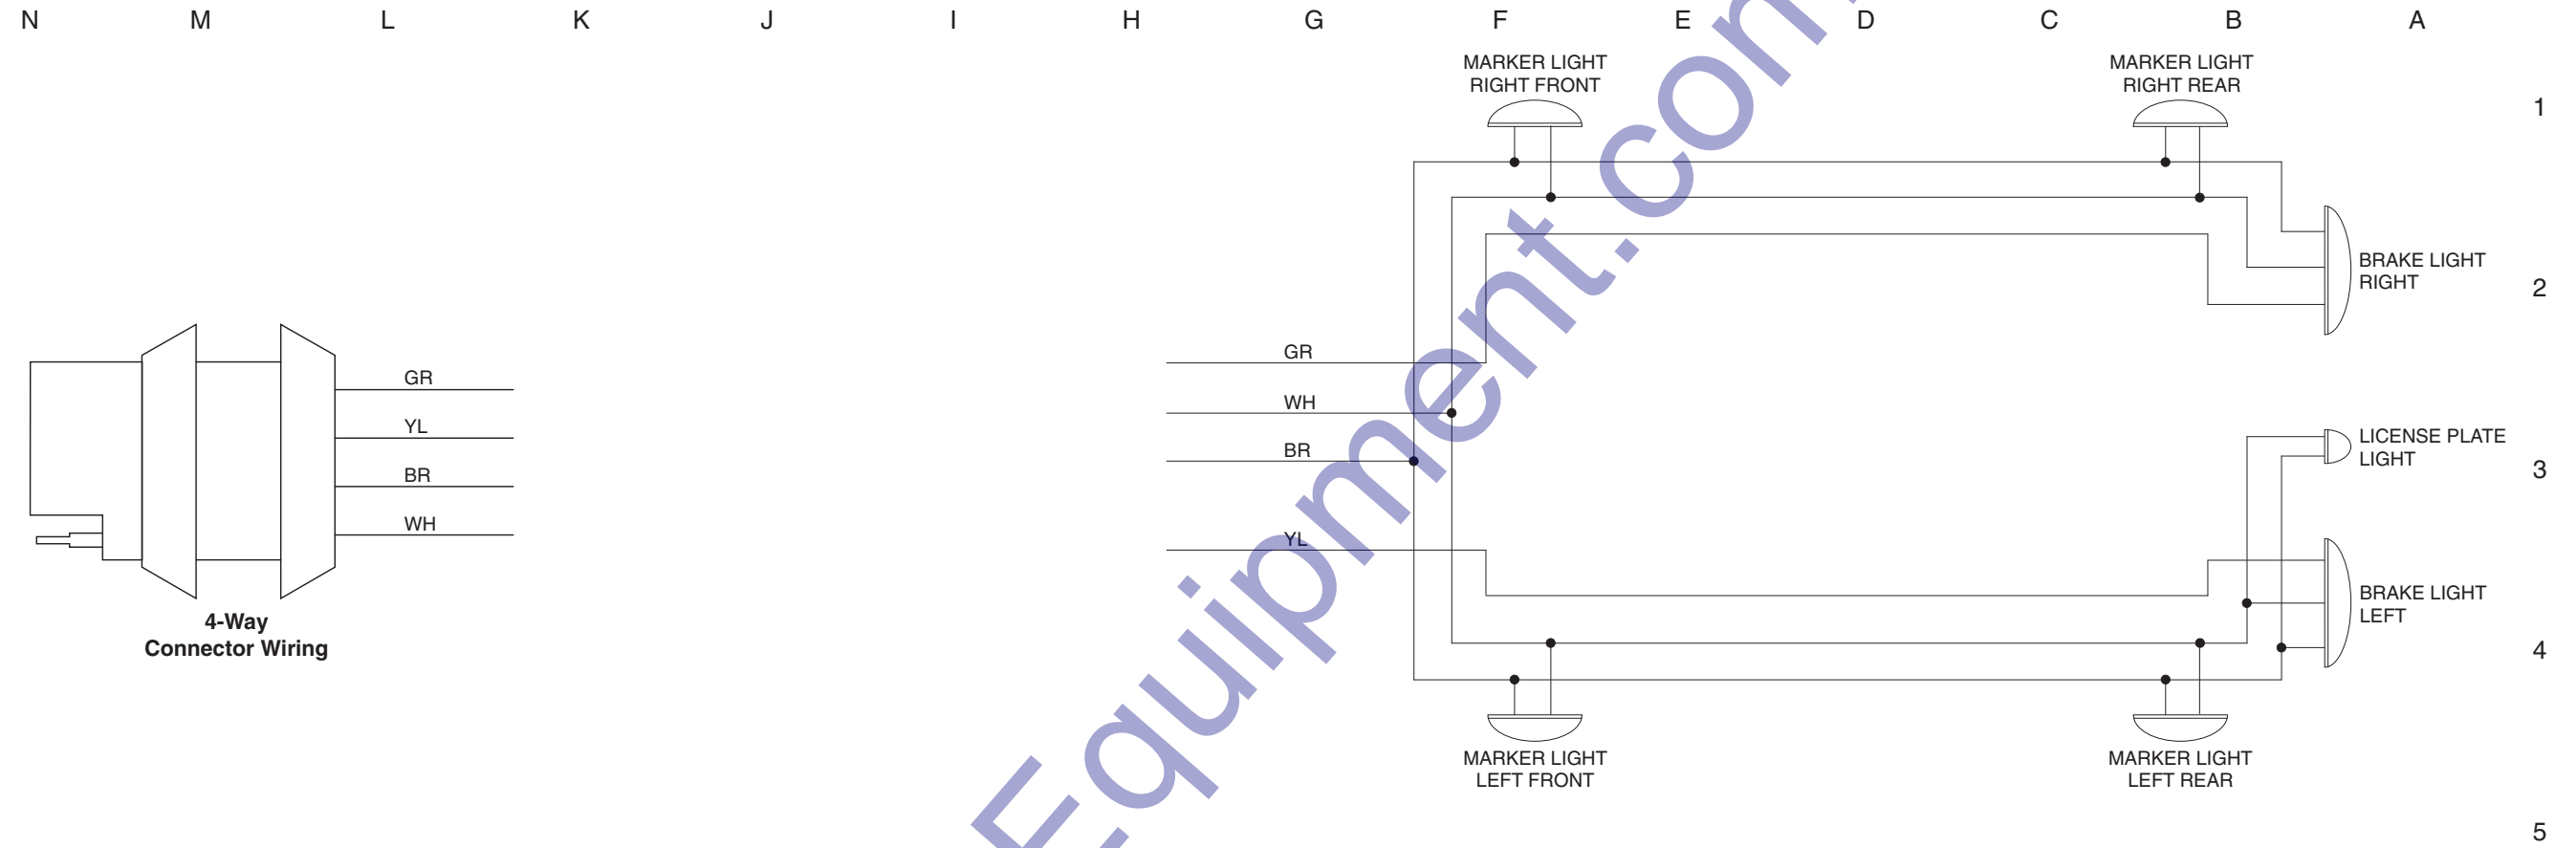 N M L K J I H G F E D C B A
MARKER LIGHT
RIGHT FRONT
MARKER LIGHT
RIGHT REAR
1
BRAKE LIGHT
RIGHT
2
GR
WH
BR
YL
GR
YL
BR
WH
LICENSE PLATE
LIGHT
3
BRAKE LIGHT
LEFT
4-Way
Connector Wiring
4
MARKER LIGHT
LEFT FRONT
MARKER LIGHT
LEFT REAR
5
Equipment.com